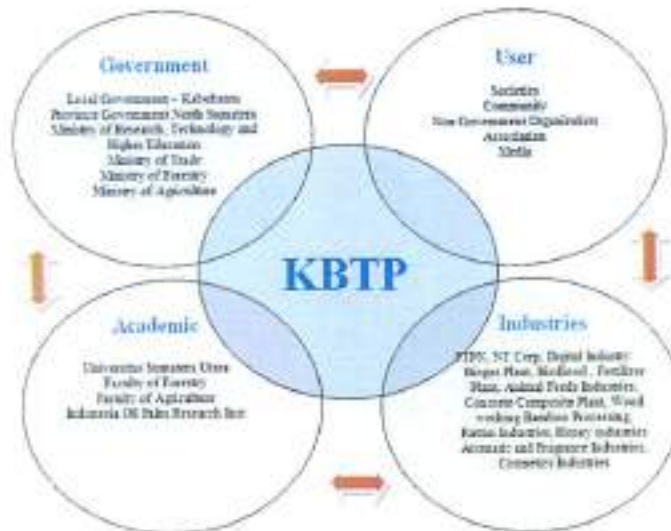 Government
Local Government –
Province Government North Sumatera
Ministry of Research, Technology and
Higher Education
Ministry of Trade
Ministry of Forestry
Ministry of Agriculture
User
Societies
Community
Non Government Organization
Association
Media
KBTP
Academic
Universitas Sumatera Utara
Faculty of Forestry
Faculty of Agriculture
Indonesia Oil Palm Research Inst
Industries
PTPN, NT Corp, Digital Industry
Biogas Plant, Biodiesel, Fertilizer
Plant, Animal Feeds Industries,
Concrete Composite Plant, Wood
working Bamboo Processing,
Rattan Industries, Honey industries
Aromatic and Fragrance Industries,
Cosmetics Industries